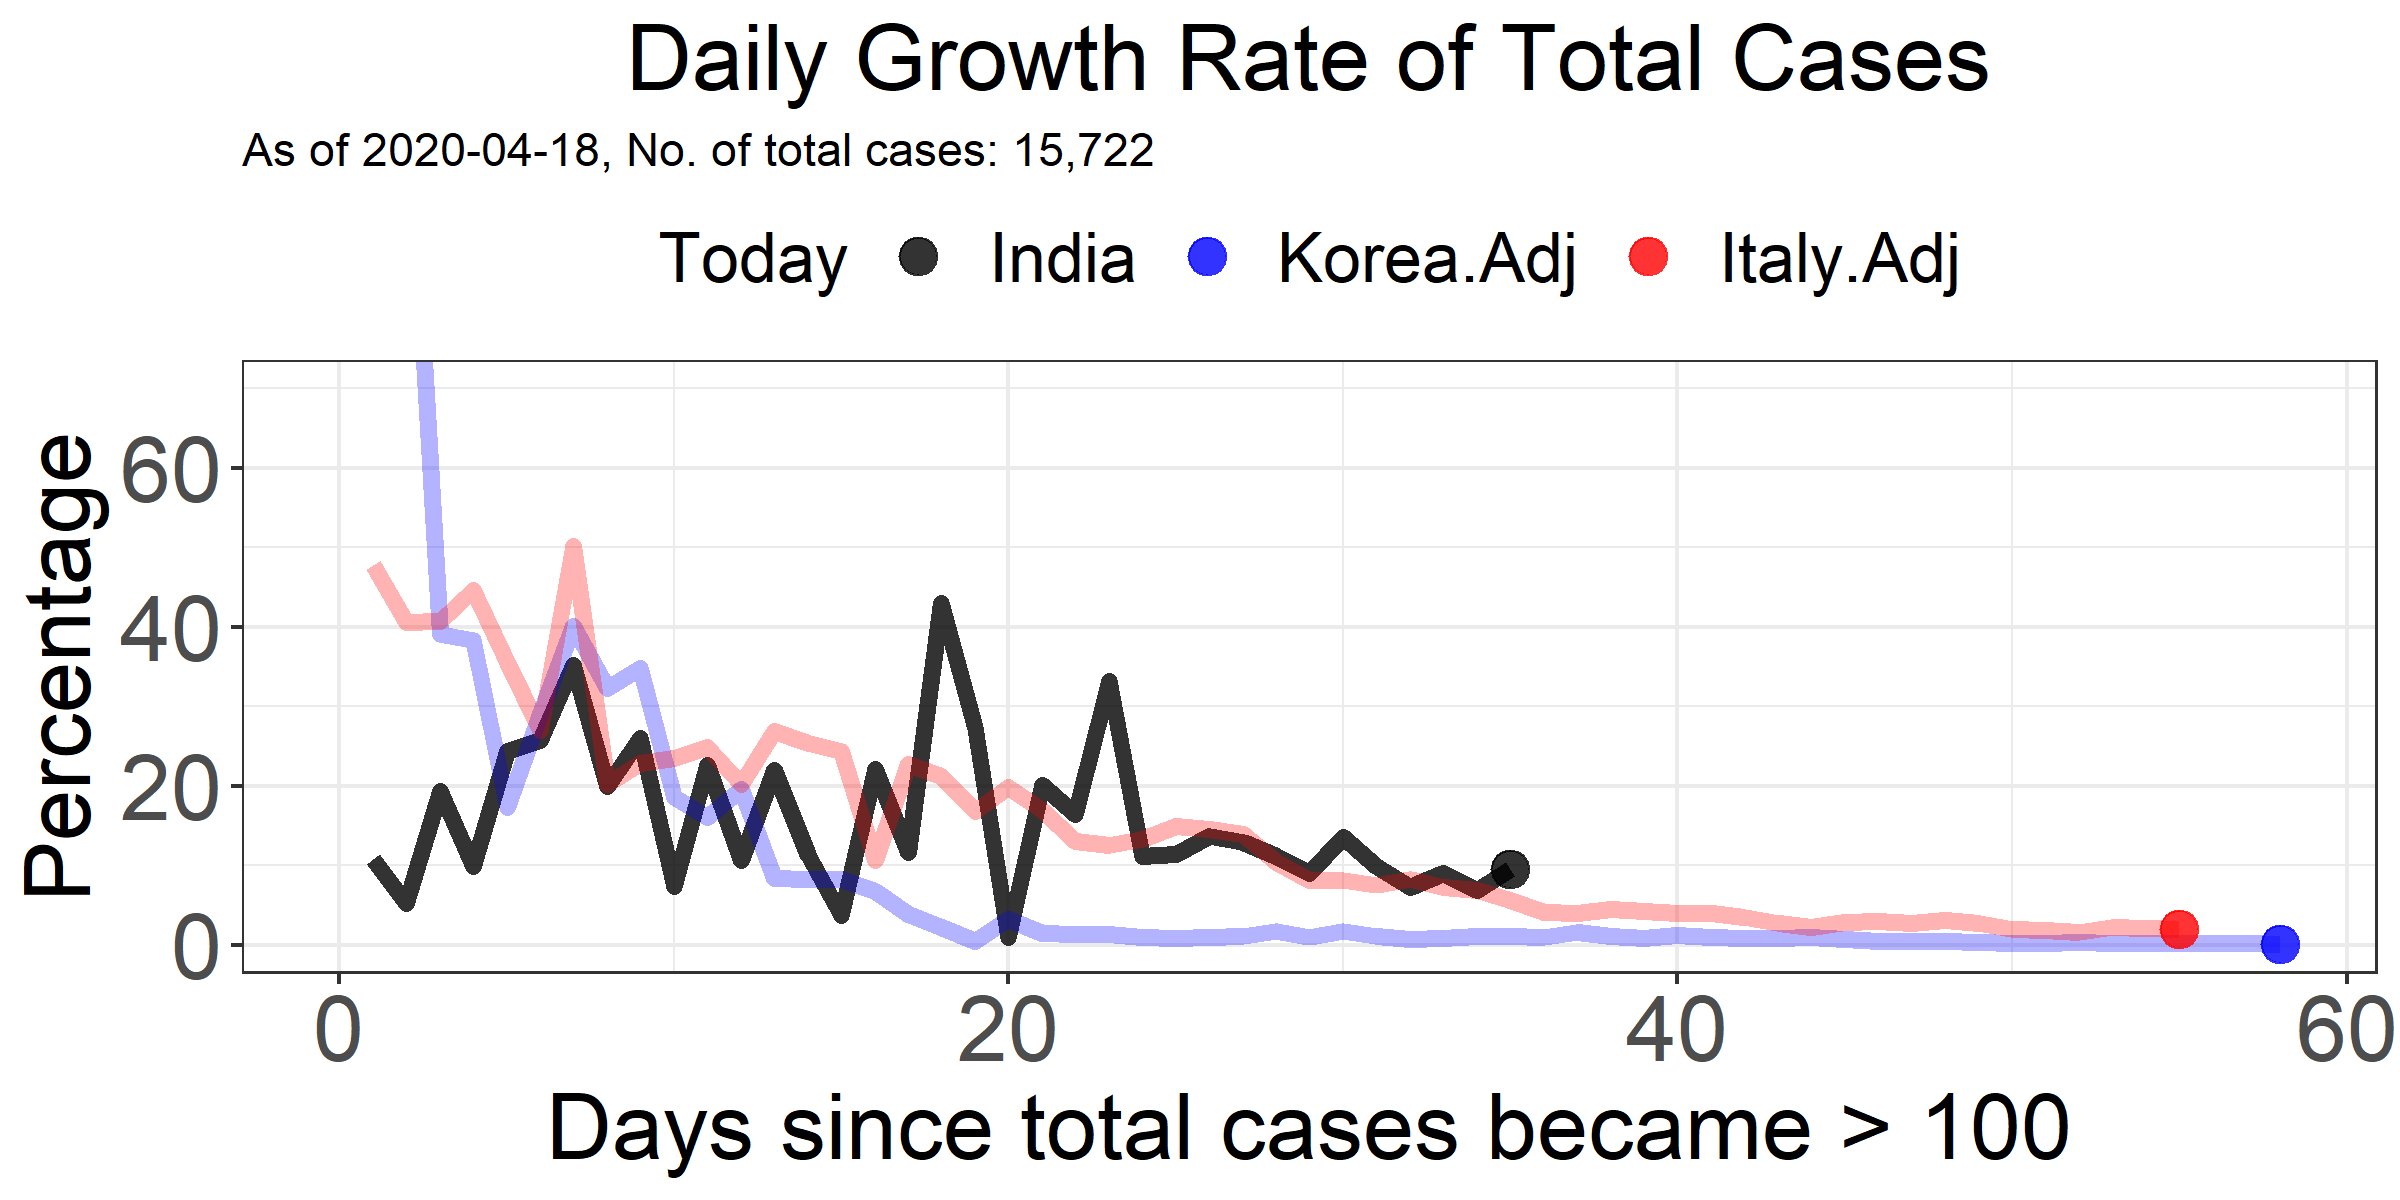 Daily Growth Rate of Total Cases
As of 2020-04-18, No. of total cases: 15,722
Today India Korea.Adj Italy.Adj
Percentage
60
40
20
0
0 20 40 60
Days since total cases became > 100